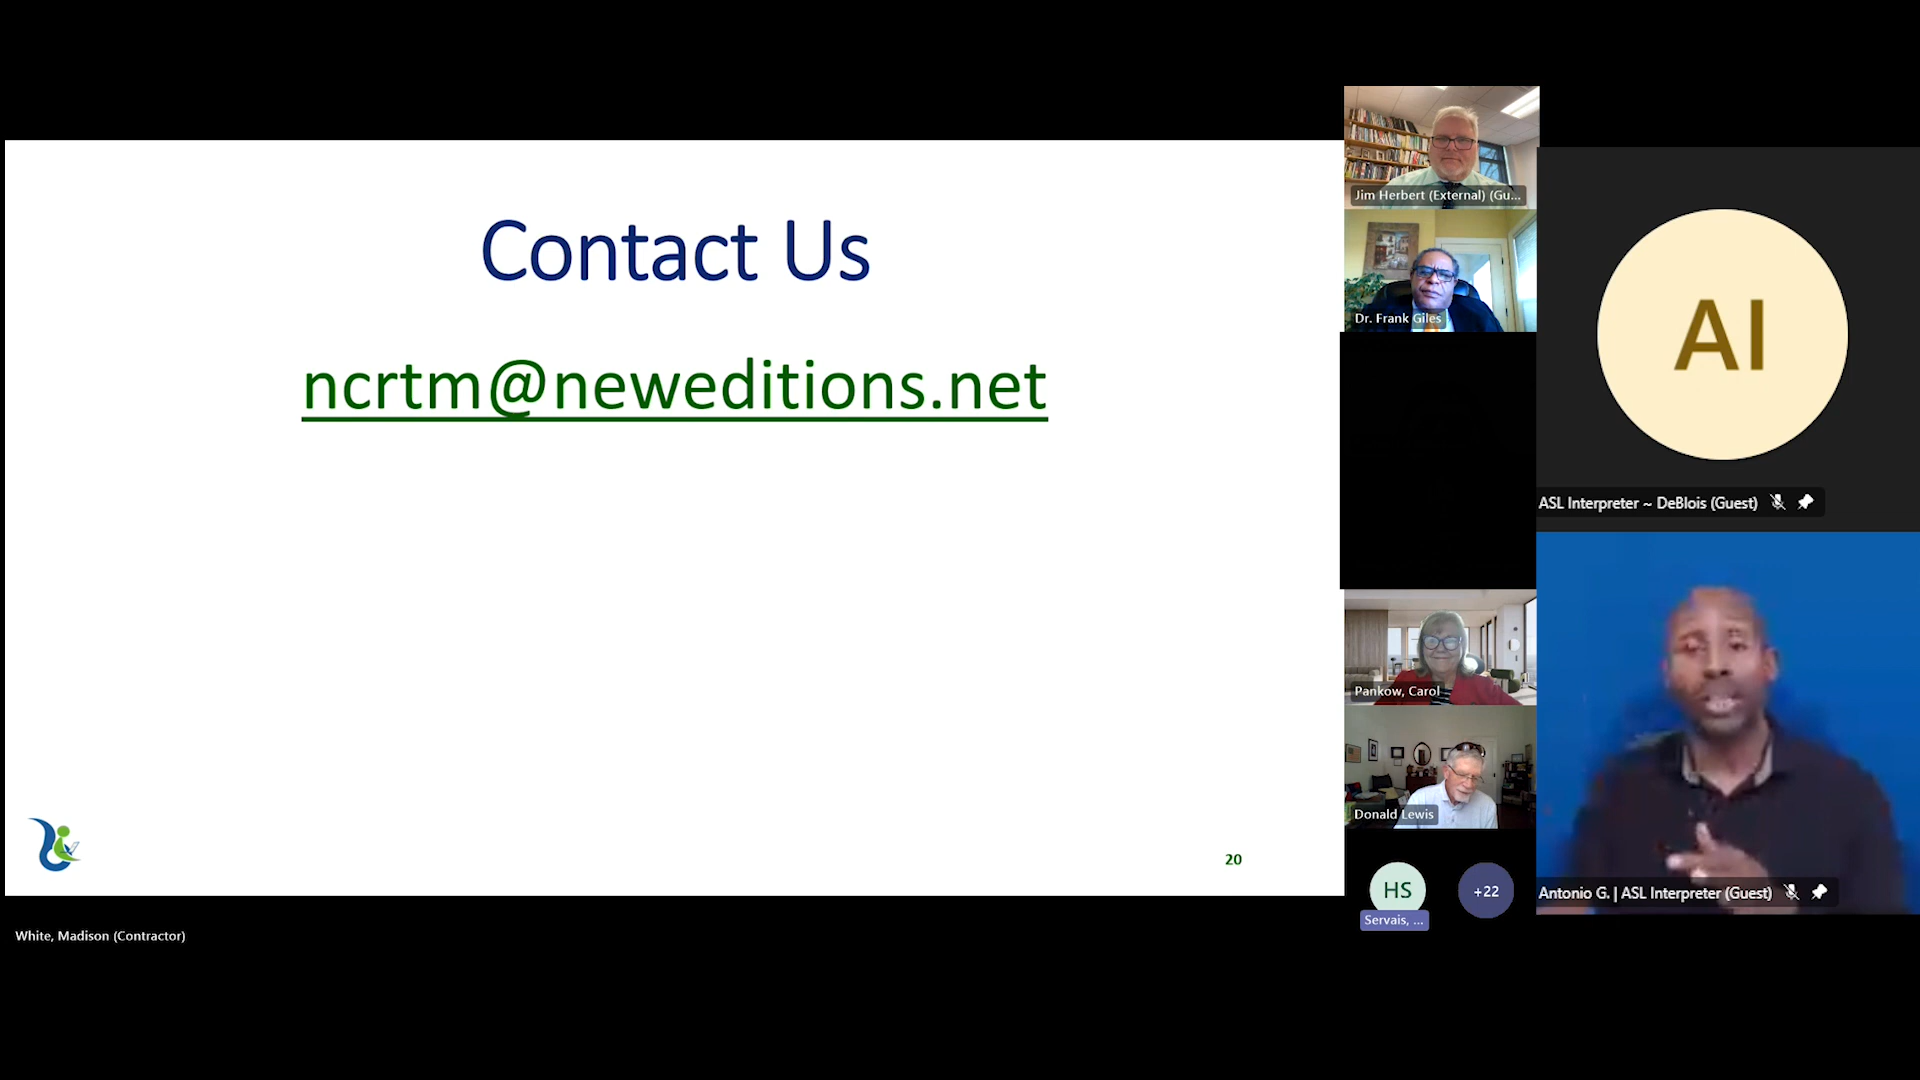 Contact Us
ncrtm@neweditions.net
20
White, Madison (Contractor)
Jim Herbert (External) (Gu...
Dr. Frank Giles
Pankow, Carol
Donald Lewis
HS
Servais, ...
+22
AI
ASL Interpreter ~ DeBlois (Guest)
Antonio G. | ASL Interpreter (Guest)